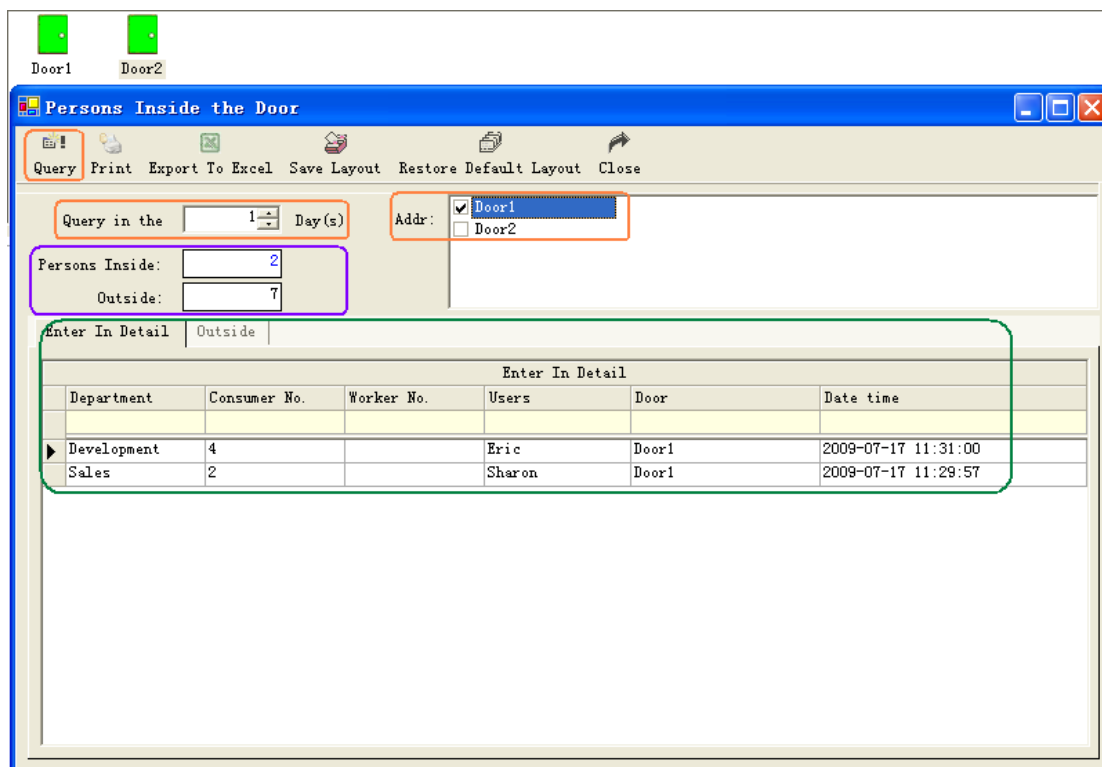 Door1 Door2
Persons Inside the Door
Query Print Export To Excel Save Layout Restore Default Layout Close
Query in the 1 Day(s) Addr: Door1
Door2
Persons Inside: 2
Outside: 7
Enter In Detail Outside
Enter In Detail
Department Consumer No. Worker No. Users Door Date time
Development 4 Eric Door1 2009-07-17 11:31:00
Sales 2 Sharon Door1 2009-07-17 11:29:57